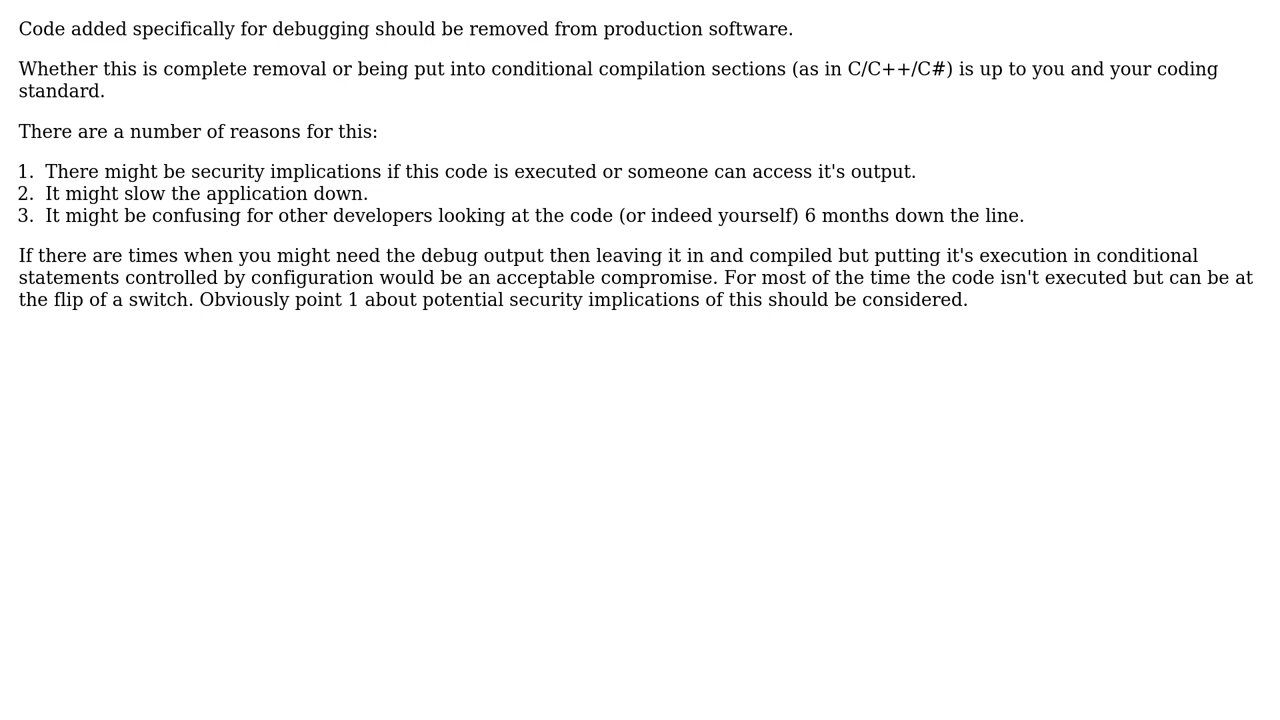 Code added specifically for debugging should be removed from production software.
Whether this is complete removal or being put into conditional compilation sections (as in C/C++/C#) is up to you and your coding
standard.
There are a number of reasons for this:
1. There might be security implications if this code is executed or someone can access it's output.
2. It might slow the application down.
3. It might be confusing for other developers looking at the code (or indeed yourself) 6 months down the line.
If there are times when you might need the debug output then leaving it in and compiled but putting it's execution in conditional
statements controlled by configuration would be an acceptable compromise. For most of the time the code isn't executed but can be at
the flip of a switch. Obviously point 1 about potential security implications of this should be considered.